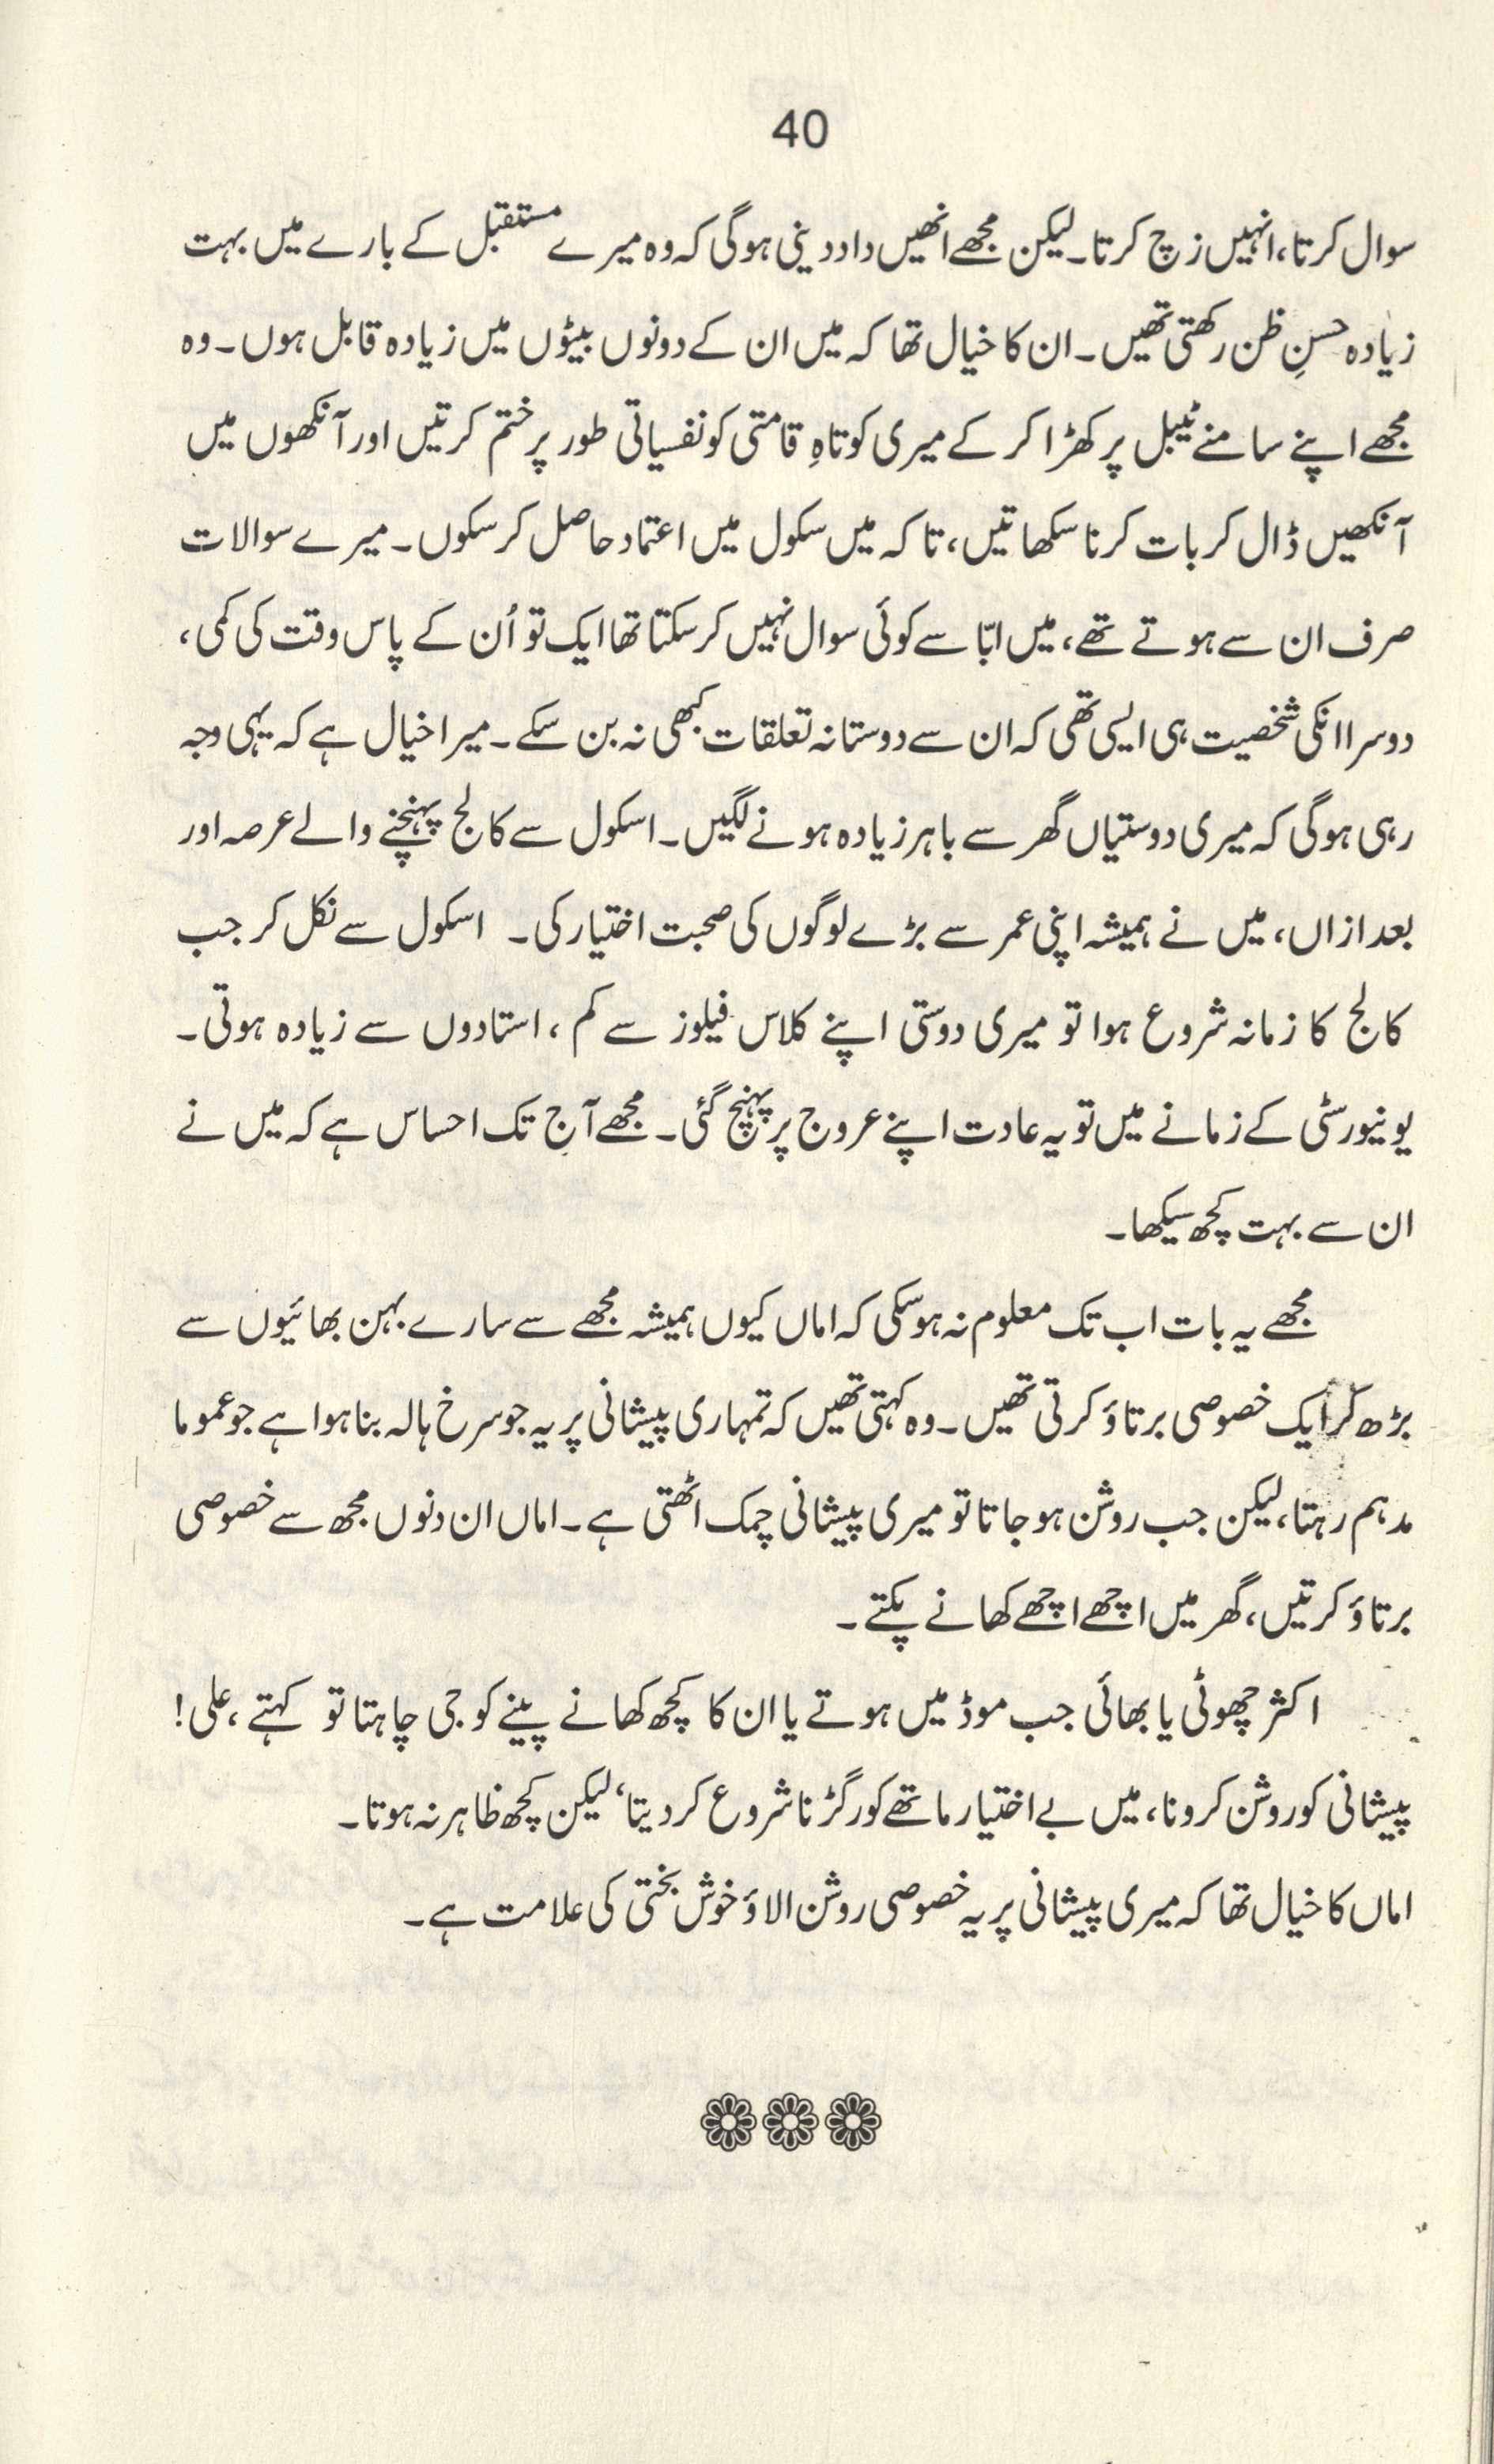 40
سوال کرتا،انہیں زچ کرتا۔لیکن مجھے انھیں داد دینی ہوگی کہ وہ میرے مستقبل کے بارے میں بہت
زیادہ حسنِ ظن رکھتی تھیں۔ان کا خیال تھا کہ میں ان کے دونوں بیٹوں میں زیادہ قابل ہوں۔وہ
مجھے اپنے سامنے ٹیبل پر کھڑا کر کے میری کوتاہِ قامتی کو نفسیاتی طور پر ختم کرتیں اور آنکھوں میں
آنکھیں ڈال کر بات کرنا سکھاتیں،تاکہ میں سکول میں اعتماد حاصل کرسکوں۔میرے سوالات
صرف ان سے ہوتے تھے،میں ابّا سے کوئی سوال نہیں کرسکتا تھا ایک تو اُن کے پاس وقت کی کمی،
دوسرا انکی شخصیت ہی ایسی تھی کہ ان سے دوستانہ تعلقات کبھی نہ بن سکے۔میرا خیال ہے کہ یہی وجہ
رہی ہوگی کہ میری دوستیاں گھر سے باہر زیادہ ہونے لگیں۔اسکول سے کالج پہنچنے والے عرصہ اور
بعدازاں،میں نے ہمیشہ اپنی عمر سے بڑے لوگوں کی صحبت اختیار کی۔ اسکول سے نکل کر جب
کالج کا زمانہ شروع ہوا تو میری دوستی اپنے کلاس فیلوز سے کم ، استادوں سے زیادہ ہوتی۔
یونیورسٹی کے زمانے میں تو یہ عادت اپنے عروج پر پہنچ گئی۔مجھے آج تک احساس ہے کہ میں نے
ان سے بہت کچھ سیکھا۔
مجھے یہ بات اب تک معلوم نہ ہوسکی کہ اماں کیوں ہمیشہ مجھے سے سارے بہن بھائیوں سے
بڑھ کر ایک خصوصی برتاؤ کرتی تھیں۔وہ کہتی تھیں کہ تمہاری پیشانی پر یہ جو سرخ ہالہ بنا ہوا ہے جو عموما
مدہم رہتا،لیکن جب روشن ہوجاتا تو میری پیشانی چمک اٹھتی ہے۔اماں ان دنوں مجھ سے خصوصی
برتاؤ کرتیں،گھر میں اچھے اچھے کھانے پکتے۔
اکثر چھوٹی یا بھائی جب موڈ میں ہوتے یا ان کا کچھ کھانے پینے کو جی چاہتا تو کہتے ،علی!
پیشانی کو روشن کرونا،میں بے اختیار ماتھے کو رگڑنا شروع کردیتا‘ لیکن کچھ ظاہر نہ ہوتا۔
اماں کا خیال تھا کہ میری پیشانی پر یہ خصوصی روشن الاؤ خوش بختی کی علامت ہے۔